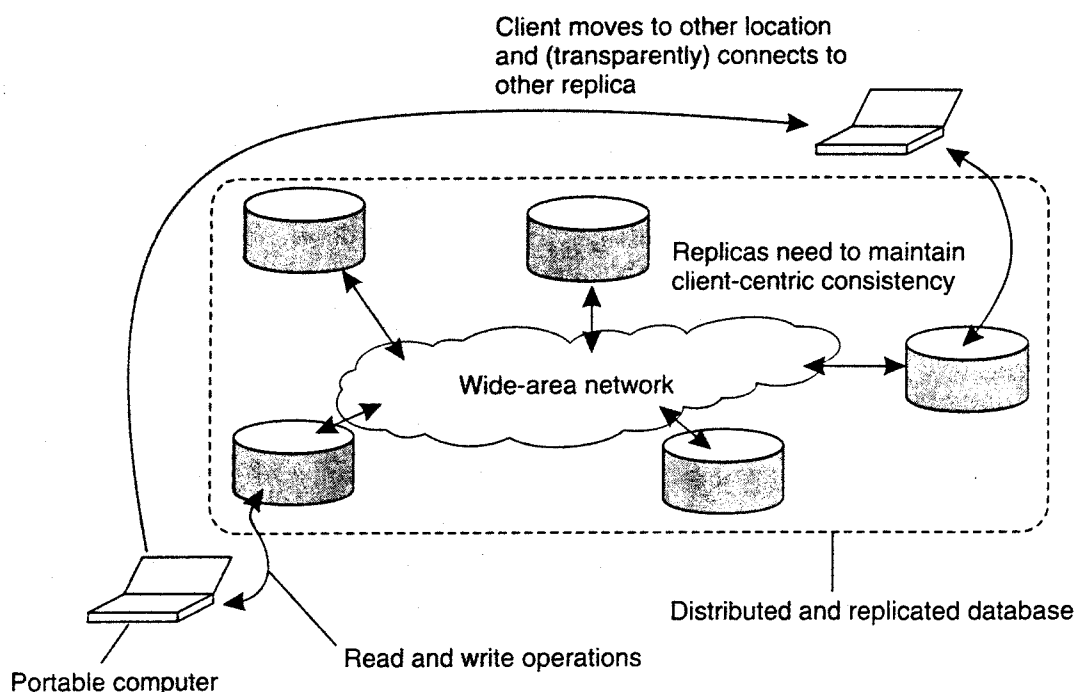 Client moves to other location
and (transparently) connects to
other replica
Replicas need to maintain
client-centric consistency
Wide-area network
Distributed and replicated database
Read and write operations
Portable computer